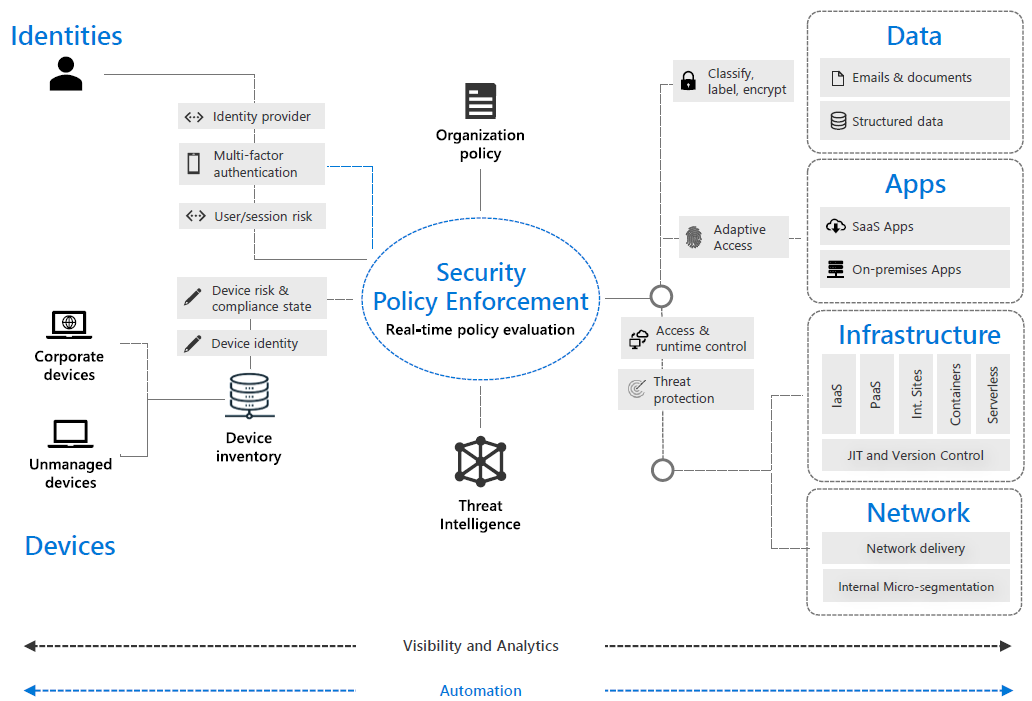 Identities
Identity provider
Multi-factor
authentication
User/session risk
Device risk &
compliance state
Device identity
Corporate
devices
Unmanaged
devices
Device
inventory
Devices
Organization
policy
Security
Policy Enforcement
Real-time policy evaluation
Threat
Intelligence
Classify,
label, encrypt
Adaptive
Access
Access &
runtime control
Threat
protection
Data
Emails & documents
Structured data
Apps
SaaS Apps
On-premises Apps
Infrastructure
IaaS
PaaS
Int. Sites
Containers
Serverless
JIT and Version Control
Network
Network delivery
Internal Micro-segmentation
Visibility and Analytics
Automation